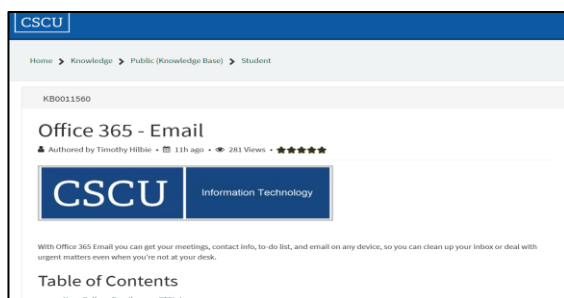 CSCU
Home > Knowledge > Public (Knowledge Base) > Student
KB0011560
Office 365 - Email
Authored by Timothy Hilbie • 11h ago • 281 Views • ★★★★★
CSCU Information Technology
With Office 365 Email you can get your meetings, contact info, to-do list, and email on any device, so you can clean up your inbox or deal with
urgent matters even when you're not at your desk.
Table of Contents